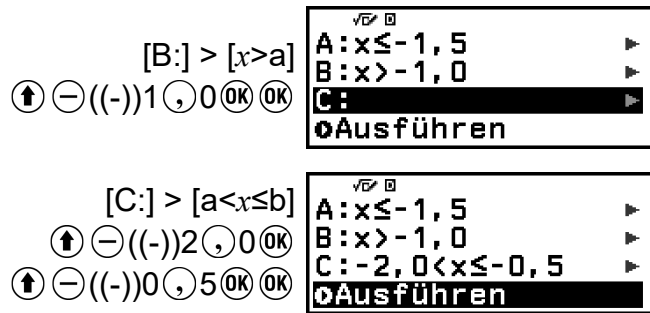 [B:] > [x>a]
⬆ −((-))1 , 0 OK OK
√▱ D
A:x≤-1,5 ▶
B:x>-1,0 ▶
C: ▶
Ausführen
[C:] > [a<x≤b]
⬆ −((-))2 , 0 OK
⬆ −((-))0 , 5 OK OK
√▱ D
A:x≤-1,5 ▶
B:x>-1,0 ▶
C:-2,0<x≤-0,5 ▶
Ausführen